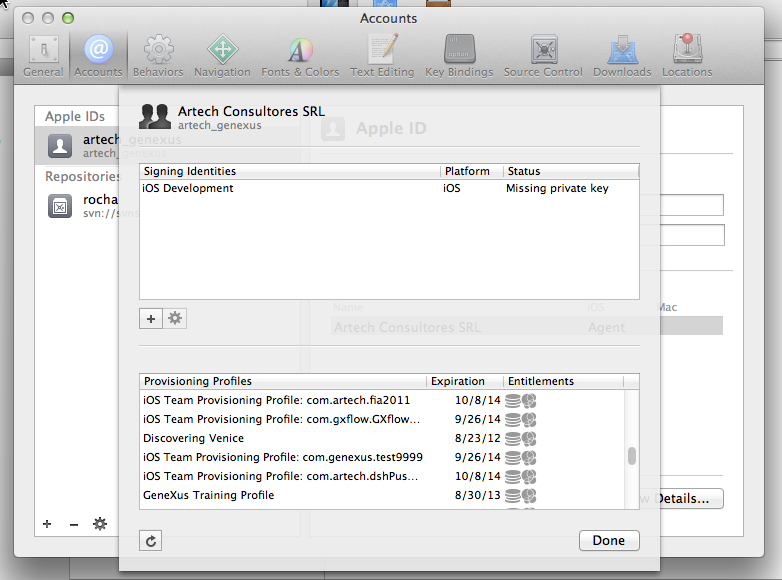 Accounts
General Accounts Behaviors Navigation Fonts & Colors Text Editing Key Bindings Source Control Downloads Locations
Apple IDs
artech_genexus
artech_genexus
Repositories
rocha
svn://
Artech Consultores SRL
artech_genexus
Apple ID
Signing Identities Platform Status
iOS Development iOS Missing private key
Name iOS Mac
Artech Consultores SRL Agent
Provisioning Profiles Expiration Entitlements
iOS Team Provisioning Profile: com.artech.fia2011 10/8/14
iOS Team Provisioning Profile: com.gxflow.GXflow... 9/26/14
Discovering Venice 8/23/12
iOS Team Provisioning Profile: com.genexus.test9999 9/26/14
iOS Team Provisioning Profile: com.artech.dshPus... 10/8/14
GeneXus Training Profile 8/30/13
w Details...
Done